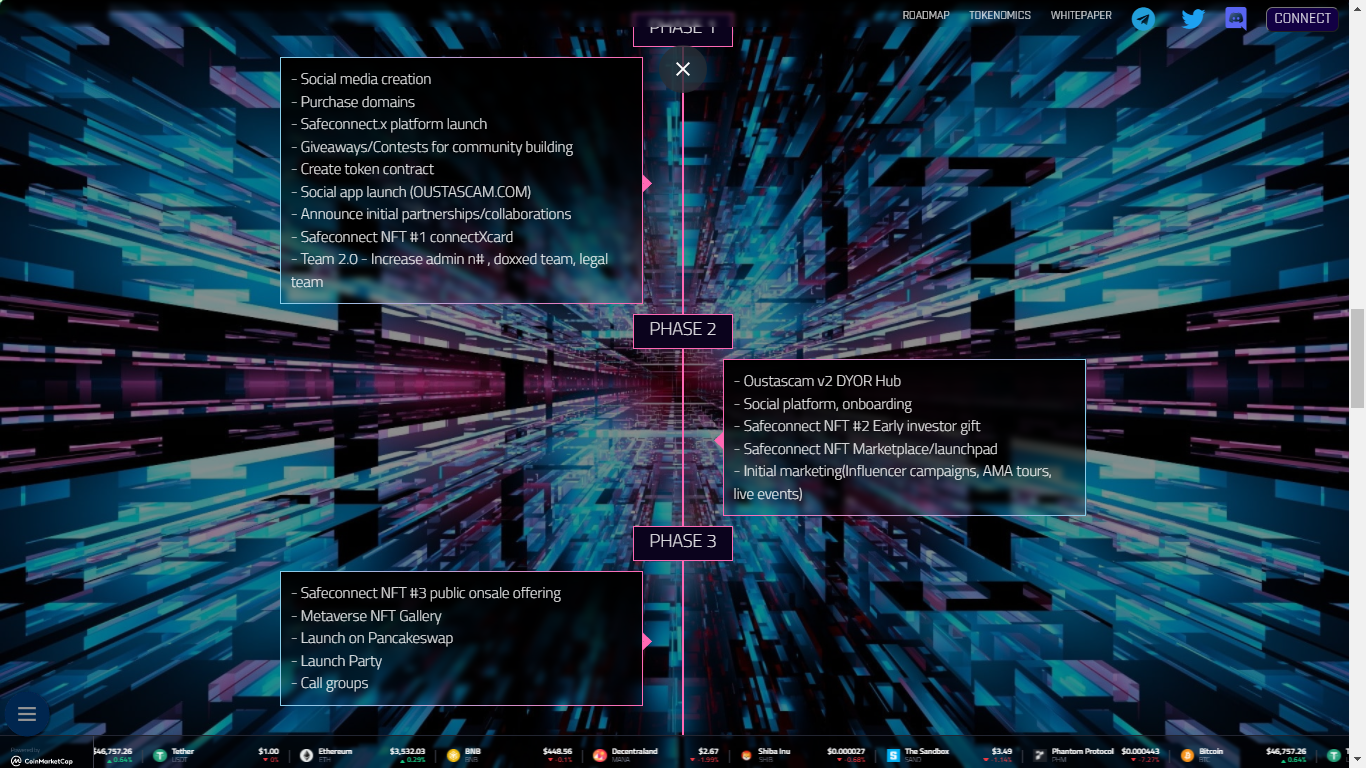 ROADMAP TOKENOMICS WHITEPAPER CONNECT
PHASE 1
- Social media creation
- Purchase domains
- Safeconnect.x platform launch
- Giveaways/Contests for community building
- Create token contract
- Social app launch (OUSTASCAM.COM)
- Announce initial partnerships/collaborations
- Safeconnect NFT #1 connectXcard
- Team 2.0 - Increase admin n# , doxxed team, legal
team
PHASE 2
- Oustascam v2 DYOR Hub
- Social platform, onboarding
- Safeconnect NFT #2 Early investor gift
- Safeconnect NFT Marketplace/launchpad
- Initial marketing(Influencer campaigns, AMA tours,
live events)
PHASE 3
- Safeconnect NFT #3 public onsale offering
- Metaverse NFT Gallery
- Launch on Pancakeswap
- Launch Party
- Call groups
Powered by
CoinMarketCap
$46,757.26 Tether $1.00 Ethereum $3,532.03 BNB $448.56 Decentraland $2.67 Shiba Inu $0.000027 The Sandbox $3.49 Phantom Protocol $0.000443 Bitcoin $46,757.26
0.64% USDT 0% ETH 0.29% BNB -0.1% MANA -1.99% SHIB -0.68% SAND -1.14% PHM -7.27% BTC 0.64%